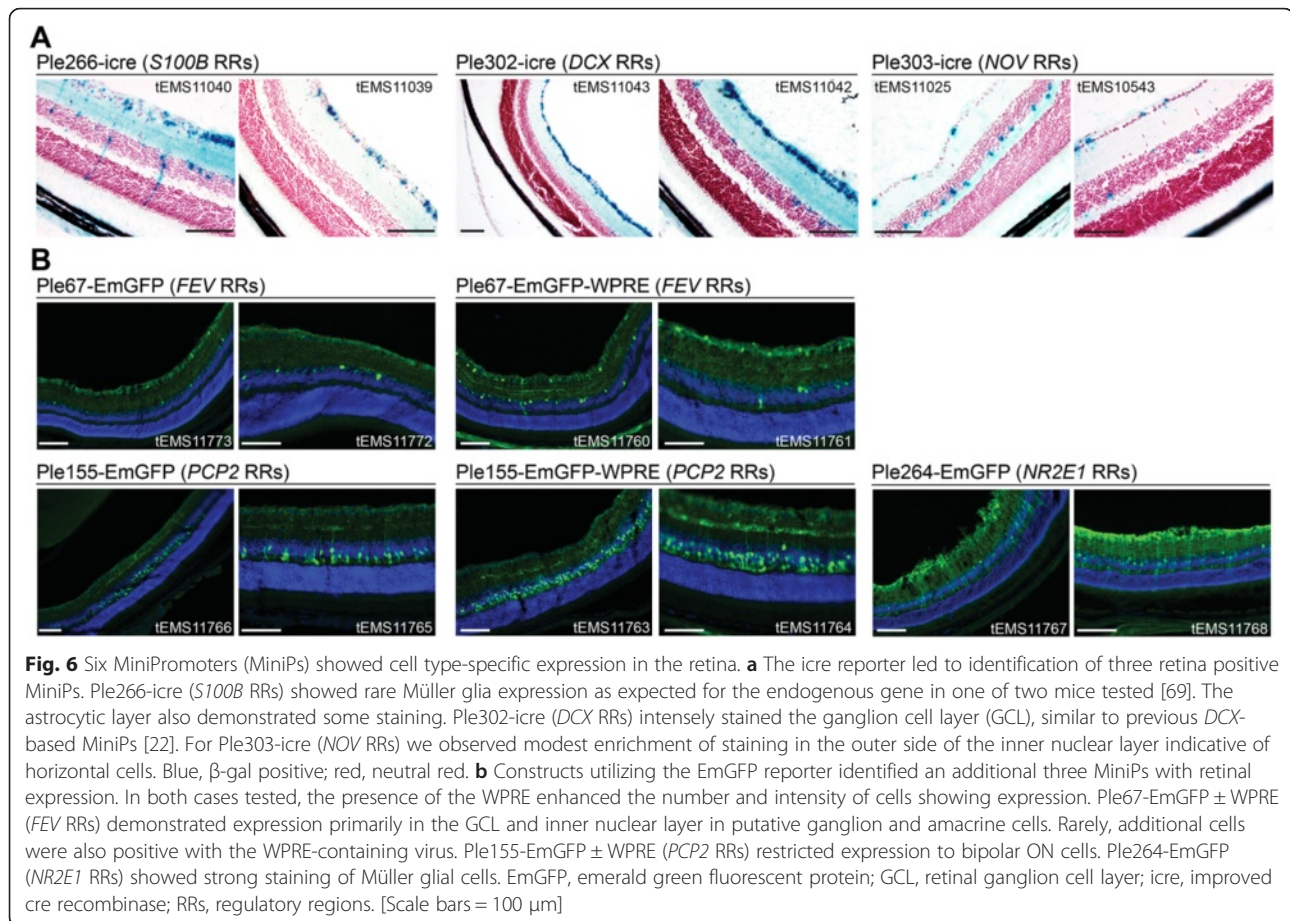 A
Ple266-icre (S100B RRs) Ple302-icre (DCX RRs) Ple303-icre (NOV RRs)
tEMS11040 tEMS11039 tEMS11043 tEMS11042 tEMS11025 tEMS10543
B
Ple67-EmGFP (FEV RRs) Ple67-EmGFP-WPRE (FEV RRs)
tEMS11773 tEMS11772 tEMS11760 tEMS11761
Ple155-EmGFP (PCP2 RRs) Ple155-EmGFP-WPRE (PCP2 RRs) Ple264-EmGFP (NR2E1 RRs)
tEMS11766 tEMS11765 tEMS11763 tEMS11764 tEMS11767 tEMS11768
Fig. 6 Six MiniPromoters (MiniPs) showed cell type-specific expression in the retina. a The icre reporter led to identification of three retina positive
MiniPs. Ple266-icre (S100B RRs) showed rare Müller glia expression as expected for the endogenous gene in one of two mice tested [69]. The
astrocytic layer also demonstrated some staining. Ple302-icre (DCX RRs) intensely stained the ganglion cell layer (GCL), similar to previous DCX-
based MiniPs [22]. For Ple303-icre (NOV RRs) we observed modest enrichment of staining in the outer side of the inner nuclear layer indicative of
horizontal cells. Blue, β-gal positive; red, neutral red. b Constructs utilizing the EmGFP reporter identified an additional three MiniPs with retinal
expression. In both cases tested, the presence of the WPRE enhanced the number and intensity of cells showing expression. Ple67-EmGFP ± WPRE
(FEV RRs) demonstrated expression primarily in the GCL and inner nuclear layer in putative ganglion and amacrine cells. Rarely, additional cells
were also positive with the WPRE-containing virus. Ple155-EmGFP ± WPRE (PCP2 RRs) restricted expression to bipolar ON cells. Ple264-EmGFP
(NR2E1 RRs) showed strong staining of Müller glial cells. EmGFP, emerald green fluorescent protein; GCL, retinal ganglion cell layer; icre, improved
cre recombinase; RRs, regulatory regions. [Scale bars = 100 μm]